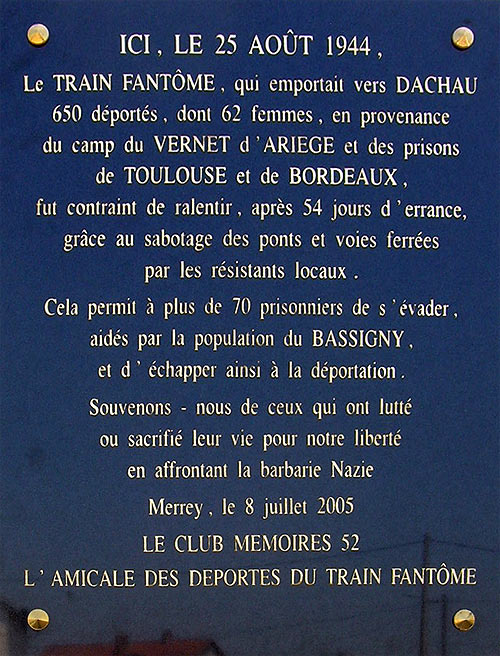 ICI, LE 25 AOÛT 1944,
Le TRAIN FANTÔME, qui emportait vers DACHAU
650 déportés, dont 62 femmes, en provenance
du camp du VERNET d'ARIEGE et des prisons
de TOULOUSE et de BORDEAUX,
fut contraint de ralentir, après 54 jours d'errance,
grâce au sabotage des ponts et voies ferrées
par les résistants locaux.
Cela permit à plus de 70 prisonniers de s'évader,
aidés par la population du BASSIGNY,
et d'échapper ainsi à la déportation.
Souvenons - nous de ceux qui ont lutté
ou sacrifié leur vie pour notre liberté
en affrontant la barbarie Nazie
Merrey, le 8 juillet 2005
LE CLUB MEMOIRES 52
L'AMICALE DES DEPORTES DU TRAIN FANTÔME